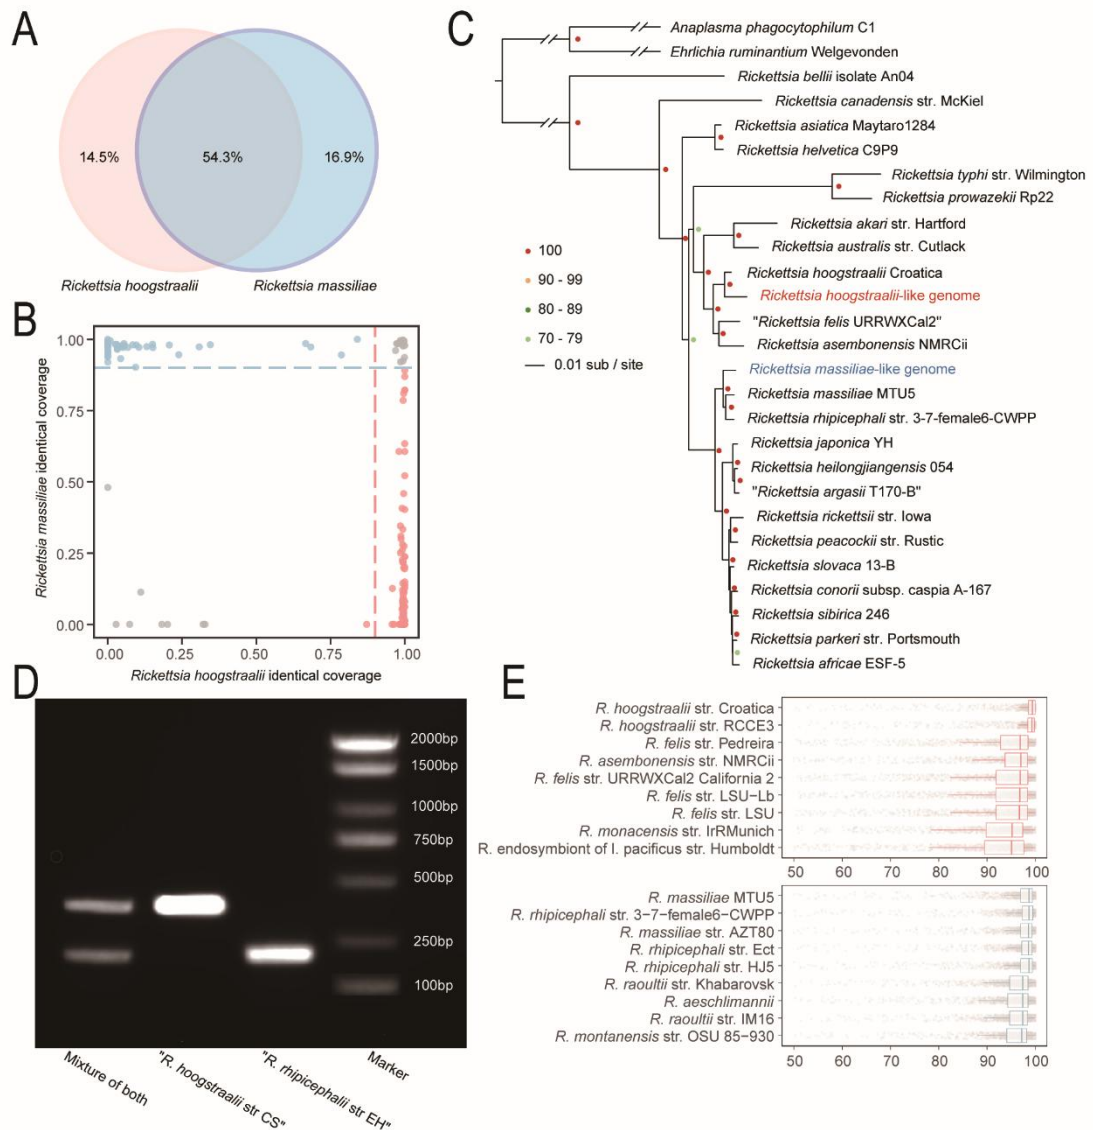 A
14.5%
54.3%
16.9%
Rickettsia hoogstraalii
Rickettsia massiliae
B
1.00
0.75
0.50
0.25
0.00
Rickettsia massiliae identical coverage
0.00
0.25
0.50
0.75
1.00
Rickettsia hoogstraalii identical coverage
C
Anaplasma phagocytophilum C1
Ehrlichia ruminantium Welgevonden
Rickettsia bellii isolate An04
Rickettsia canadensis str. McKiel
Rickettsia asiatica Maytaro1284
Rickettsia helvetica C9P9
Rickettsia typhi str. Wilmington
Rickettsia prowazekii Rp22
Rickettsia akari str. Hartford
Rickettsia australis str. Cutlack
Rickettsia hoogstraalii Croatica
Rickettsia hoogstraalii-like genome
"Rickettsia felis URRWXCal2"
Rickettsia asembonensis NMRCii
Rickettsia massiliae-like genome
Rickettsia massiliae MTU5
Rickettsia rhipicephali str. 3-7-female6-CWPP
Rickettsia japonica YH
Rickettsia heilongjiangensis 054
"Rickettsia argasii T170-B"
Rickettsia rickettsii str. Iowa
Rickettsia peacockii str. Rustic
Rickettsia slovaca 13-B
Rickettsia conorii subsp. caspia A-167
Rickettsia sibirica 246
Rickettsia parkeri str. Portsmouth
Rickettsia africae ESF-5
100
90 - 99
80 - 89
70 - 79
0.01 sub / site
D
2000bp
1500bp
1000bp
750bp
500bp
250bp
100bp
Mixture of both
"R. hoogstraalii str CS"
"R. rhipicephalii str EH"
Marker
E
R. hoogstraalii str. Croatica
R. hoogstraalii str. RCCE3
R. felis str. Pedreira
R. asembonensis str. NMRCii
R. felis str. URRWXCal2 California 2
R. felis str. LSU−Lb
R. felis str. LSU
R. monacensis str. IrRMunich
R. endosymbiont of I. pacificus str. Humboldt
50 60 70 80 90 100
R. massiliae MTU5
R. rhipicephali str. 3−7−female6−CWPP
R. massiliae str. AZT80
R. rhipicephali str. Ect
R. rhipicephali str. HJ5
R. raoultii str. Khabarovsk
R. aeschlimannii
R. raoultii str. IM16
R. montanensis str. OSU 85−930
50 60 70 80 90 100